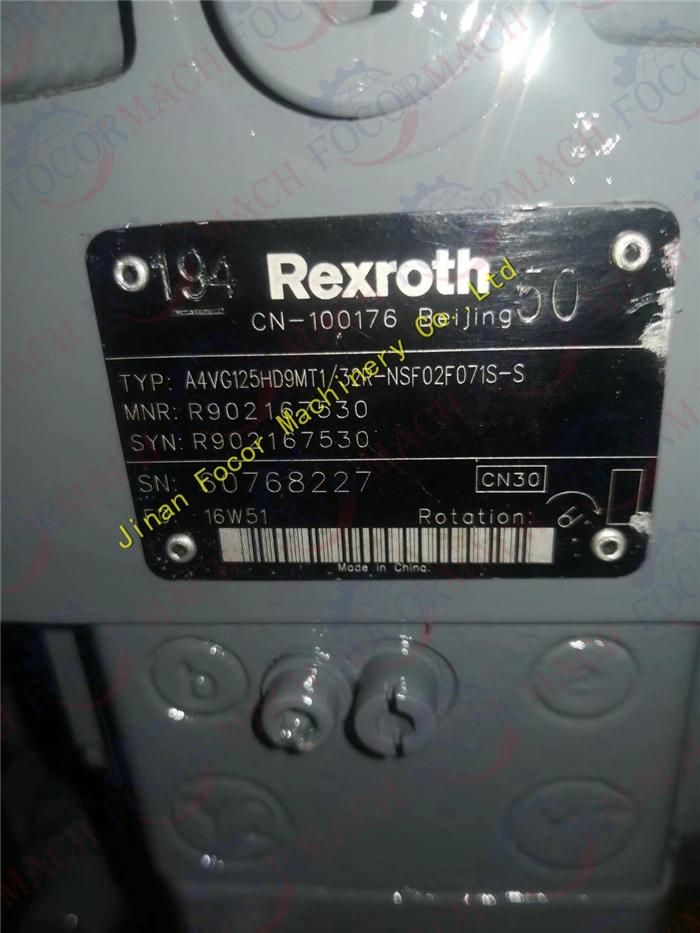 194 Rexroth 50
CN-100176 Beijing
TYP: A4VG125HD9MT1/32R-NSF02F071S-S
MNR: R902167530
SYN: R902167530
SN: 60768227
CN30
16W51 Rotation:
Made in China.
Jinan Focor Machinery Co., Ltd
FOCORMACH